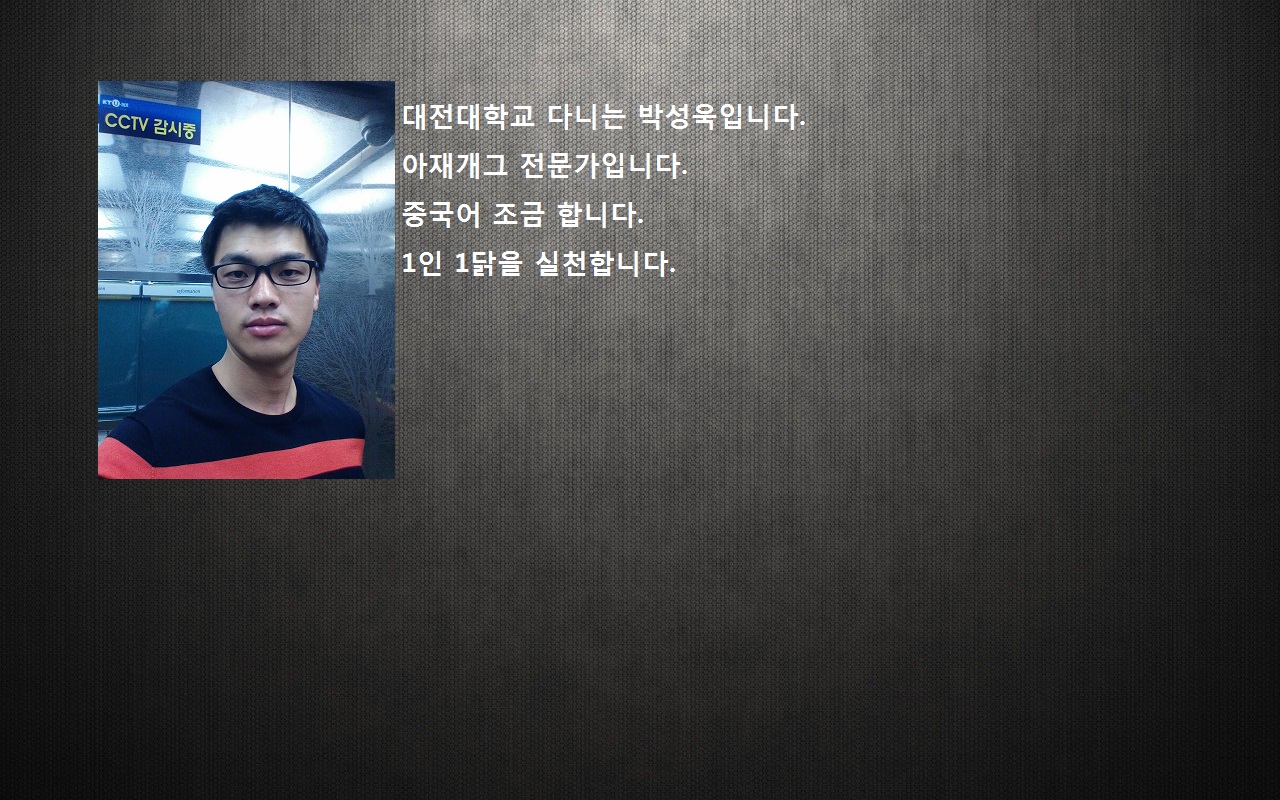 CCTV 감시중
대전대학교 다니는 박성욱입니다.
아재개그 전문가입니다.
중국어 조금 합니다.
1인 1닭을 실천합니다.
information